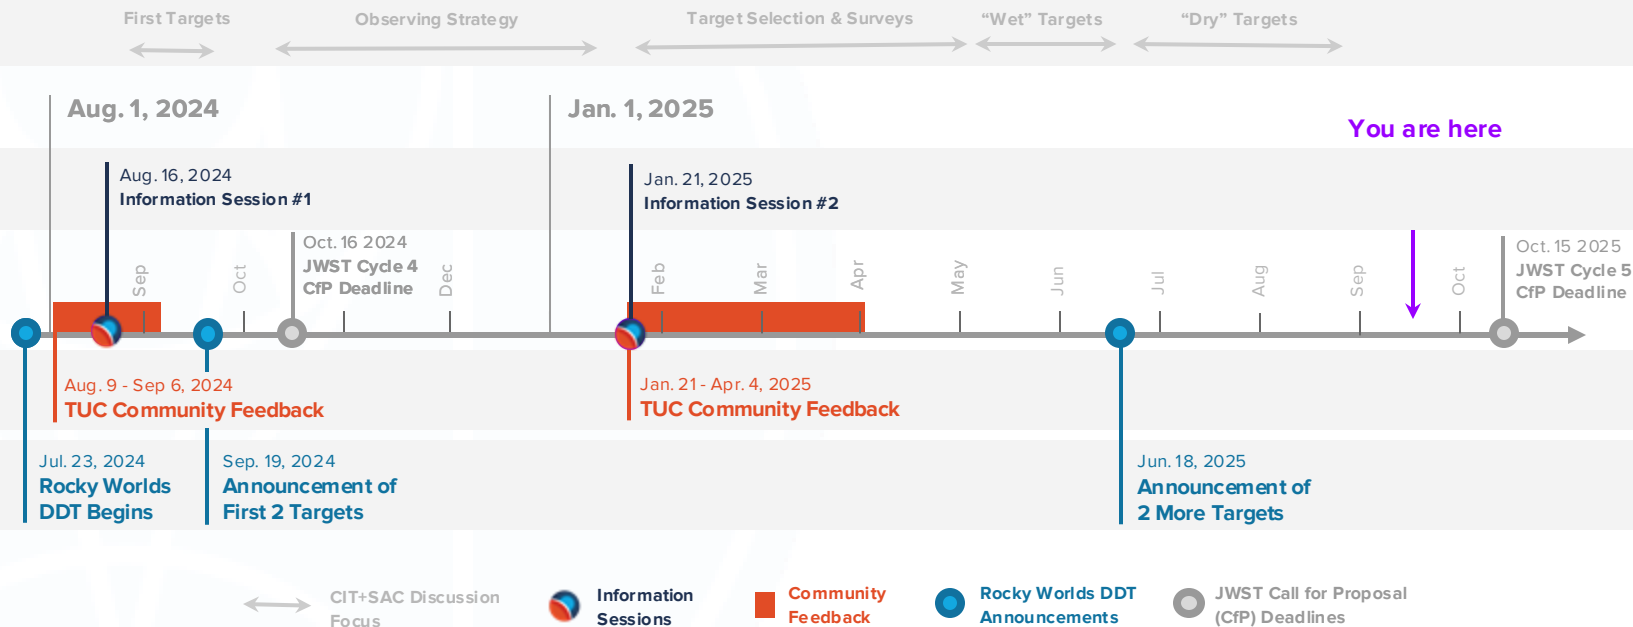 First Targets
Observing Strategy
Target Selection & Surveys
“Wet” Targets
“Dry” Targets
Aug. 1, 2024
Jan. 1, 2025
You are here
Aug. 16, 2024
Information Session #1
Jan. 21, 2025
Information Session #2
Oct. 16 2024
JWST Cycle 4
CfP Deadline
Oct. 15 2025
JWST Cycle 5
CfP Deadline
Sep
Oct
Dec
Feb
Mar
Apr
May
Jun
Jul
Aug
Sep
Oct
Aug. 9 - Sep 6, 2024
TUC Community Feedback
Jan. 21 - Apr. 4, 2025
TUC Community Feedback
Jul. 23, 2024
Rocky Worlds
DDT Begins
Sep. 19, 2024
Announcement of
First 2 Targets
Jun. 18, 2025
Announcement of
2 More Targets
CIT+SAC Discussion
Focus
Information
Sessions
Community
Feedback
Rocky Worlds DDT
Announcements
JWST Call for Proposal
(CfP) Deadlines